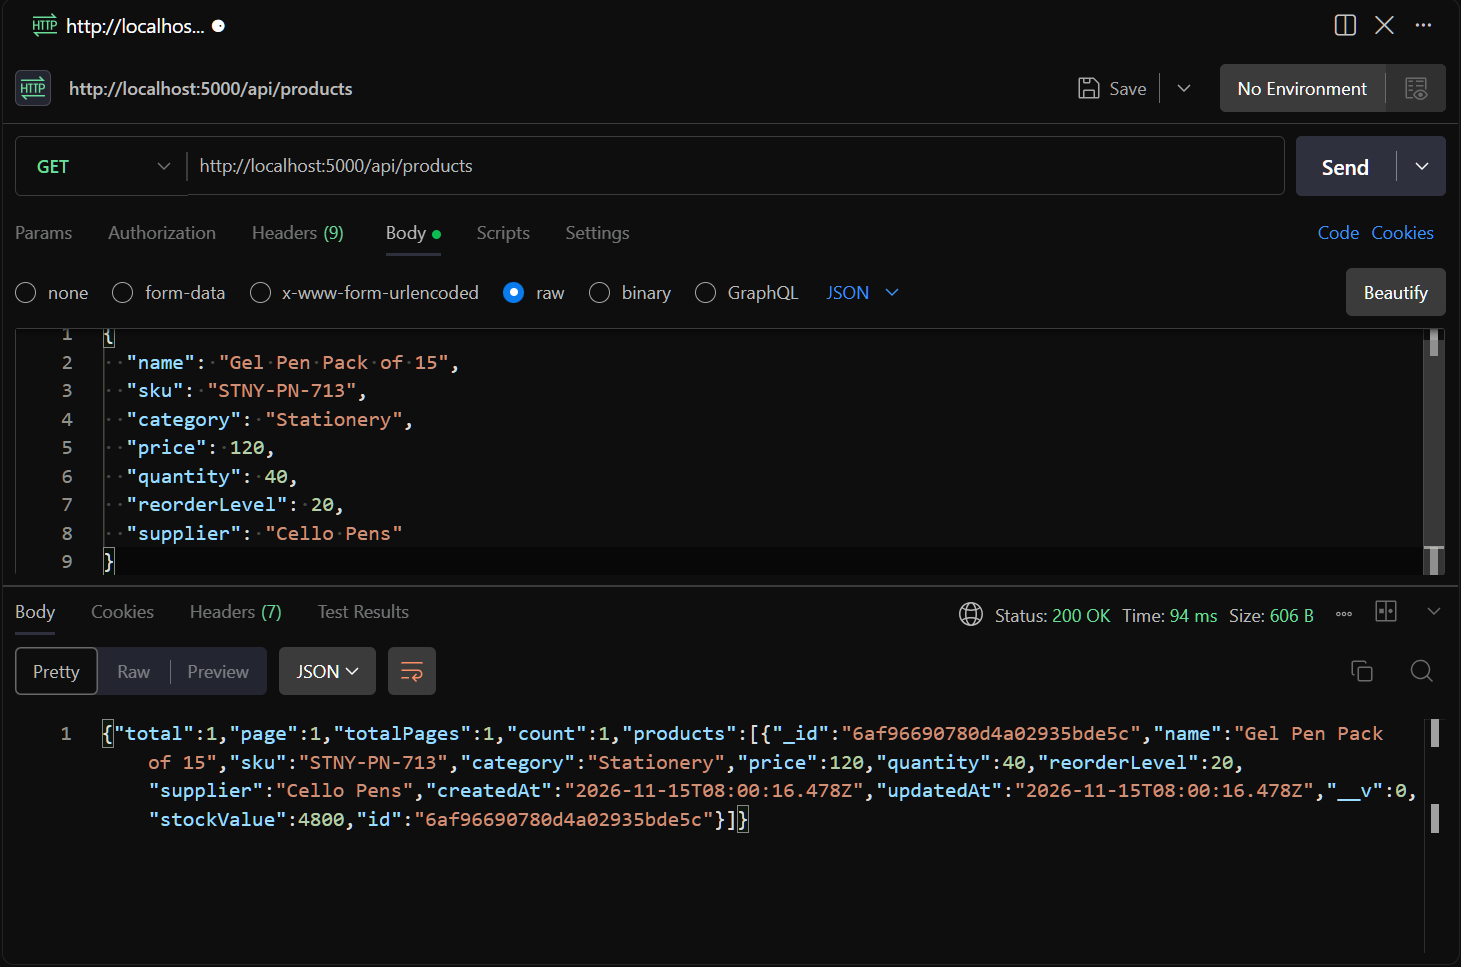 HTTP http://localhos...
HTTP http://localhost:5000/api/products Save No Environment
GET http://localhost:5000/api/products Send
Params Authorization Headers (9) Body Scripts Settings Code Cookies
none form-data x-www-form-urlencoded raw binary GraphQL JSON Beautify
1 {
2 "name": "Gel Pen Pack of 15",
3 "sku": "STNY-PN-713",
4 "category": "Stationery",
5 "price": 120,
6 "quantity": 40,
7 "reorderLevel": 20,
8 "supplier": "Cello Pens"
9 }
Body Cookies Headers (7) Test Results Status: 200 OK Time: 94 ms Size: 606 B
Pretty Raw Preview JSON
1 {"total":1,"page":1,"totalPages":1,"count":1,"products":[{"_id":"6af96690780d4a02935bde5c","name":"Gel Pen Pack
of 15","sku":"STNY-PN-713","category":"Stationery","price":120,"quantity":40,"reorderLevel":20,
"supplier":"Cello Pens","createdAt":"2026-11-15T08:00:16.478Z","updatedAt":"2026-11-15T08:00:16.478Z","__v":0,
"stockValue":4800,"id":"6af96690780d4a02935bde5c"}]}